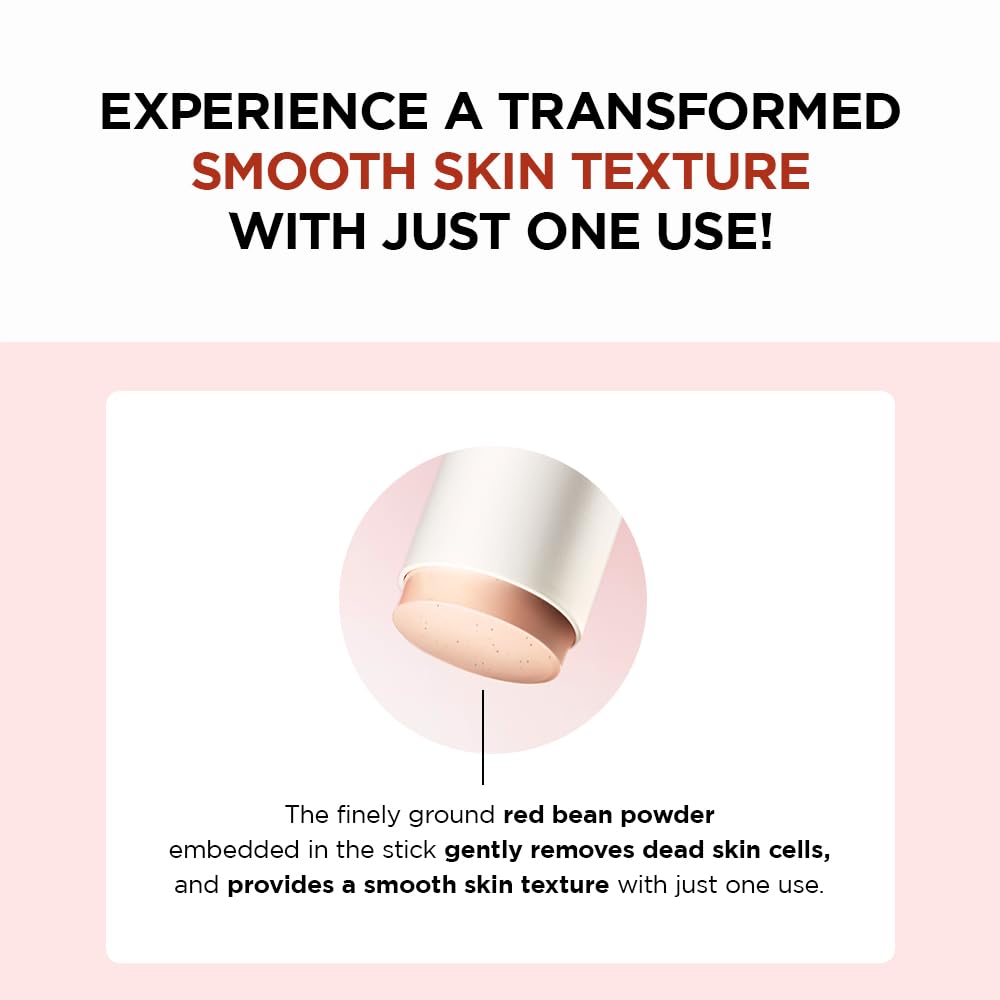 EXPERIENCE A TRANSFORMED
SMOOTH SKIN TEXTURE
WITH JUST ONE USE!
The finely ground red bean powder
embedded in the stick gently removes dead skin cells,
and provides a smooth skin texture with just one use.